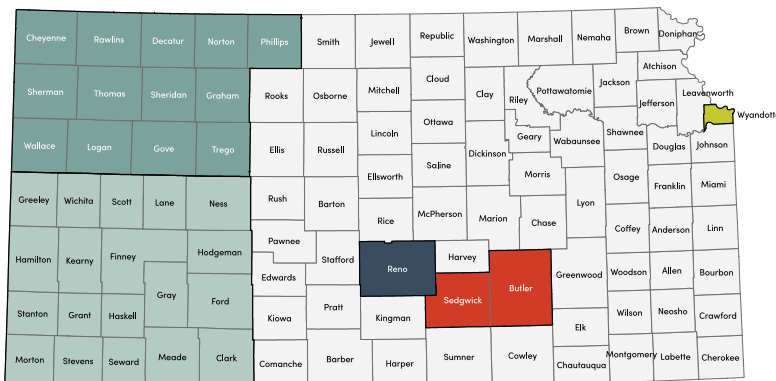 Cheyenne Rawlins Decatur Norton Phillips Smith Jewell Republic Washington Marshall Nemaha Brown Doniphan
Atchison
Cloud Jackson
Sherman Thomas Sheridan Graham Rooks Osborne Mitchell Clay Riley Pottawatomie Jefferson Leavenworth
Wyandott
Ottawa
Lincoln Shawnee
Wallace Logan Gove Trego Ellis Russell Saline Dickinson Geary Wabaunsee Douglas Johnson
Ellsworth Morris Osage Franklin Miami
Greeley Wichita Scott Lane Ness Rush Barton Rice McPherson Marion Chase Lyon
Coffey Anderson Linn
Pawnee
Hamilton Kearny Finney Hodgeman Stafford Reno Harvey Greenwood Woodson Allen Bourbon
Edwards
Gray Ford Sedgwick Butler
Stanton Grant Haskell Kiowa Pratt Kingman Wilson Neosho Crawford
Elk
Morton Stevens Seward Meade Clark Comanche Barber Harper Sumner Cowley Chautauqua Montgomery Labette Cherokee